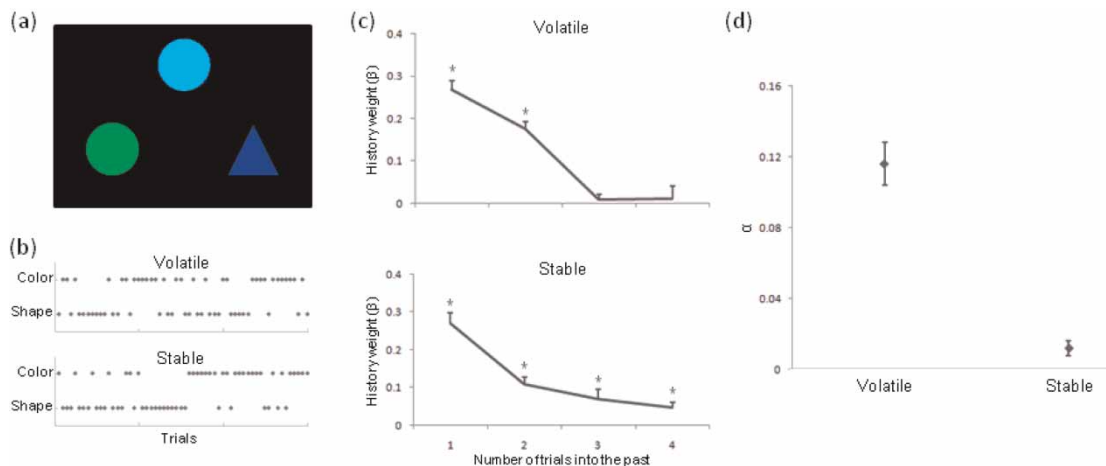 (a)
(b)
Volatile
Color
Shape
Stable
Color
Shape
Trials
(c)
Volatile
History weight (β)
0.4
0.3
0.2
0.1
0
*
*
Stable
History weight (β)
0.4
0.3
0.2
0.1
0
*
*
*
*
1 2 3 4
Number of trials into the past
(d)
α
0.16
0.12
0.08
0.04
0
Volatile Stable